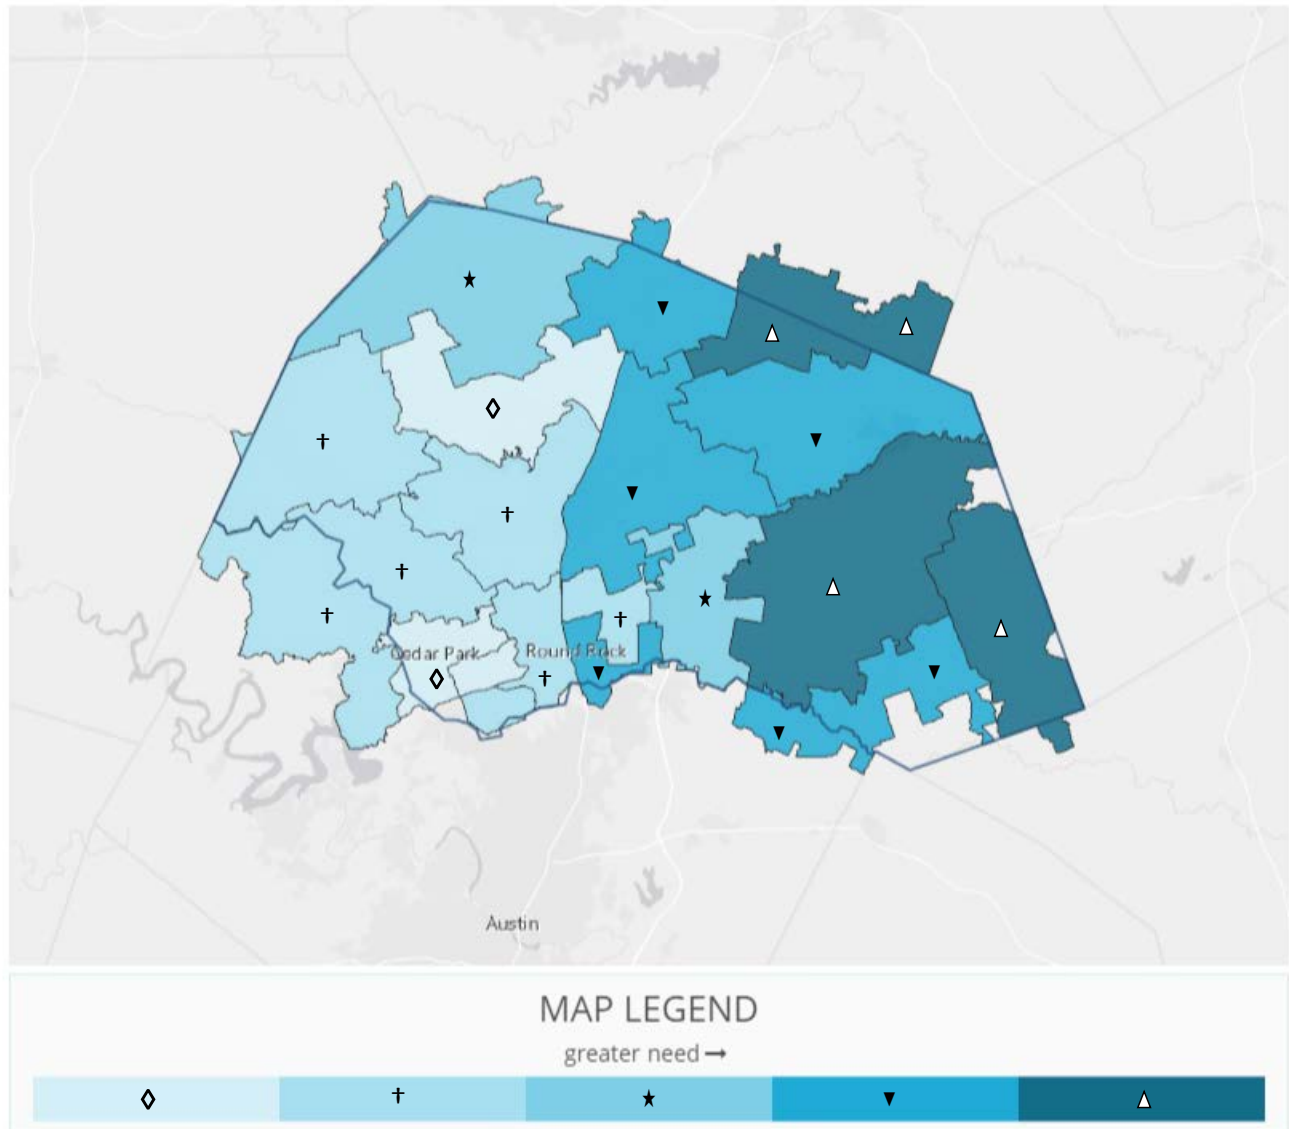 Cedar Park
Round Rock
Austin
MAP LEGEND
greater need →